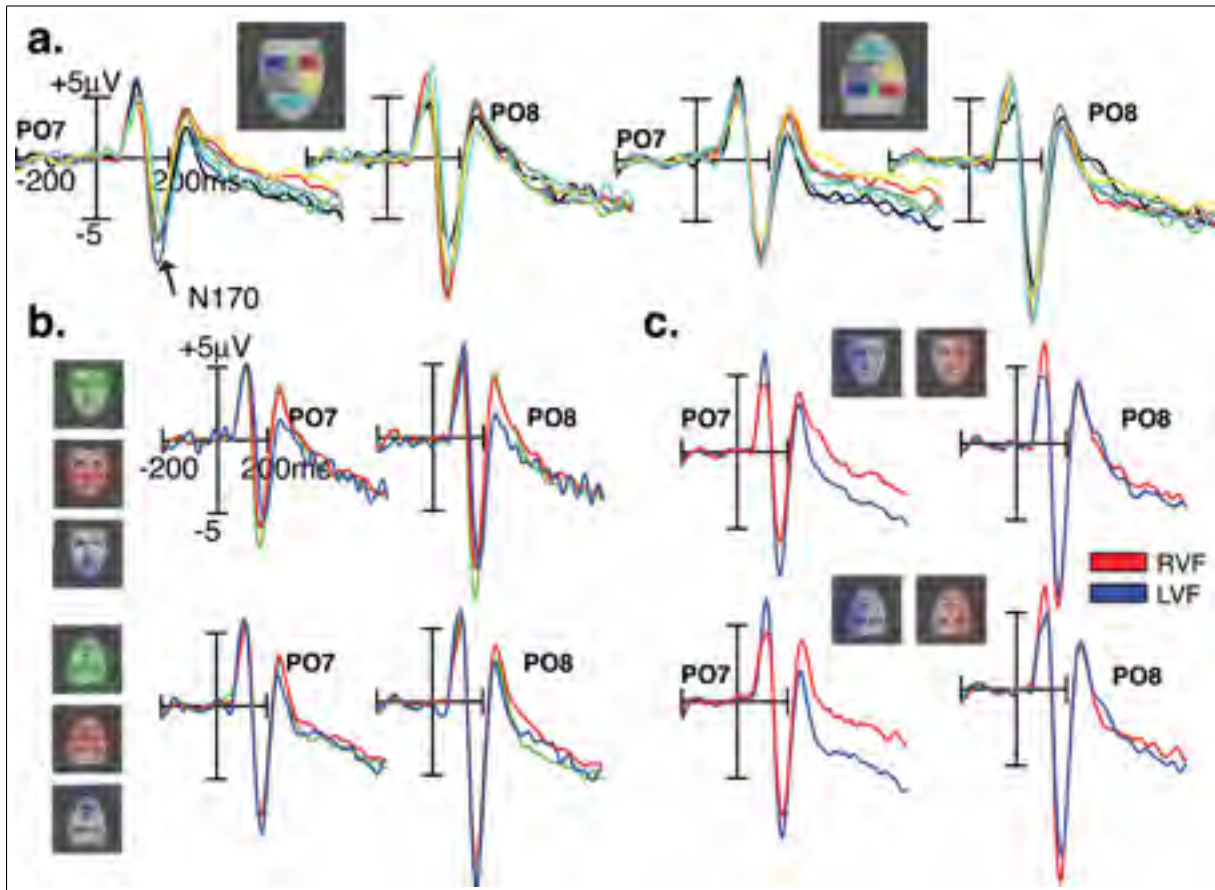 a.
+5µV
PO7
-200
200ms
-5
N170
PO8
PO7
PO8
b.
+5µV
PO7
-200
200ms
-5
PO8
PO7
PO8
c.
PO7
PO8
RVF
LVF
PO7
PO8